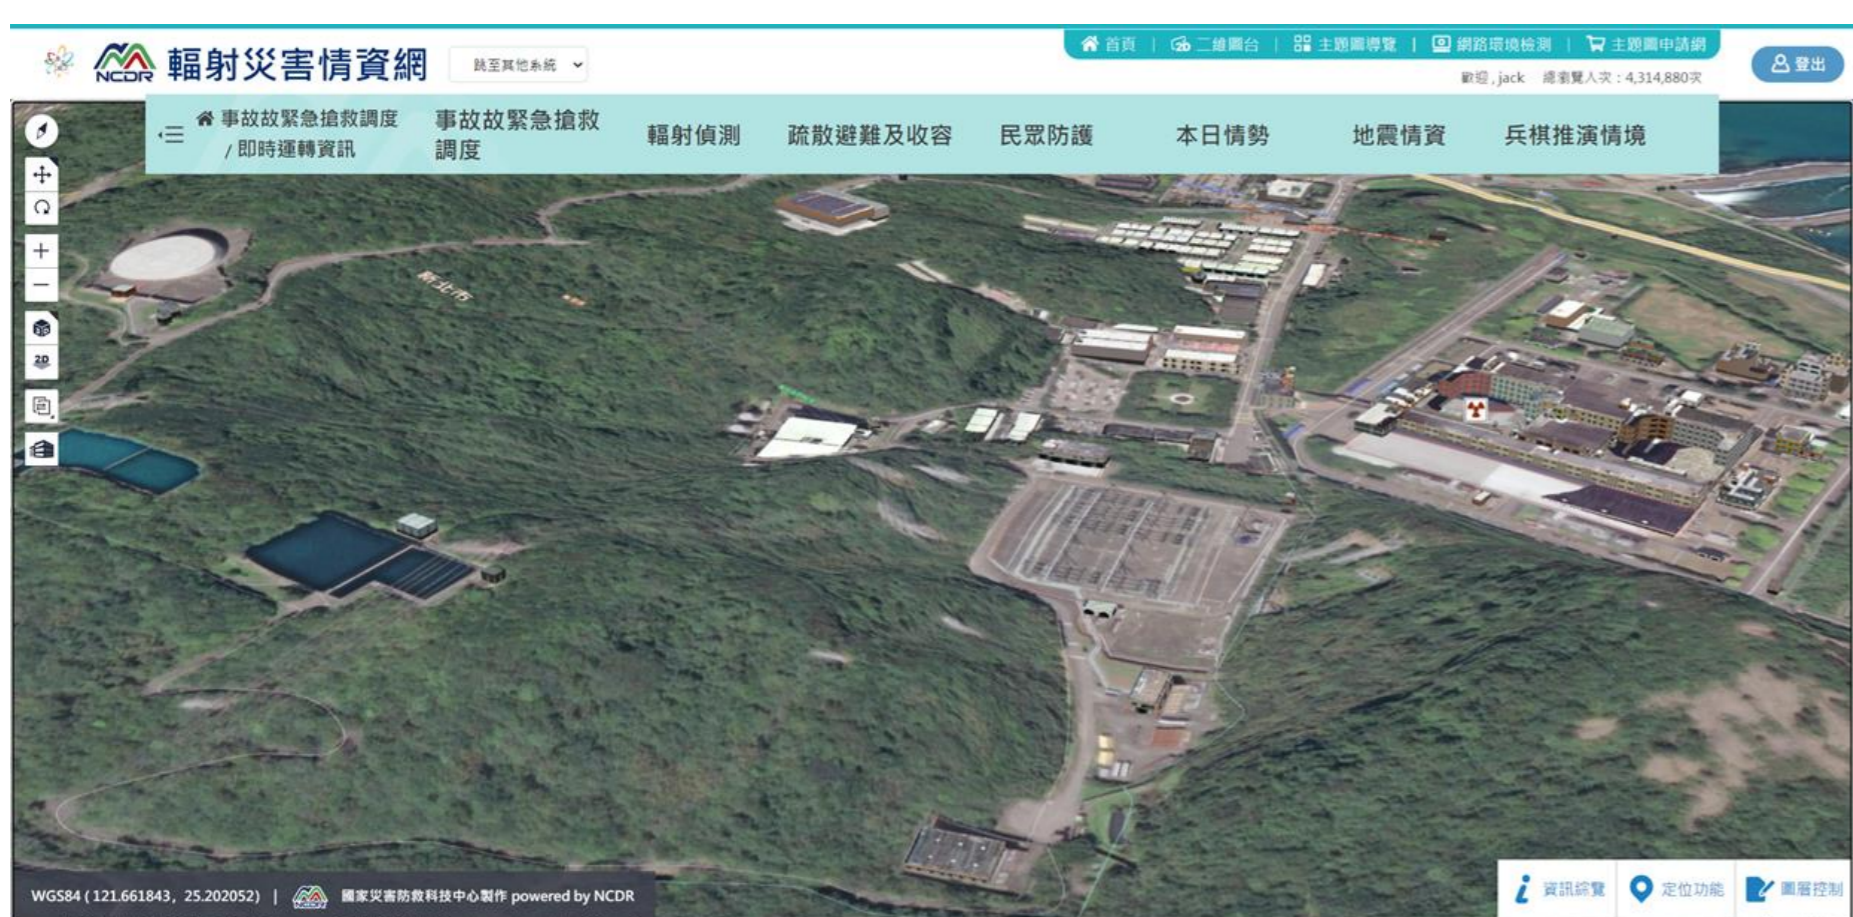 首頁 | 二維圖台 | 主題圖導覽 | 網路環境檢測 | 主題圖申請網
NCDR 輻射災害情資網
跳至其他系統
登出
歡迎, jack 總瀏覽人次：4,314,880次
事故故緊急搶救調度
/ 即時運轉資訊
事故故緊急搶救
調度
輻射偵測
疏散避難及收容
民眾防護
本日情勢
地震情資
兵棋推演情境
新北市
3D
2D
WGS84 ( 121.661843, 25.202052) | NCDR 國家災害防救科技中心製作 powered by NCDR
資訊綜覽
定位功能
圖層控制